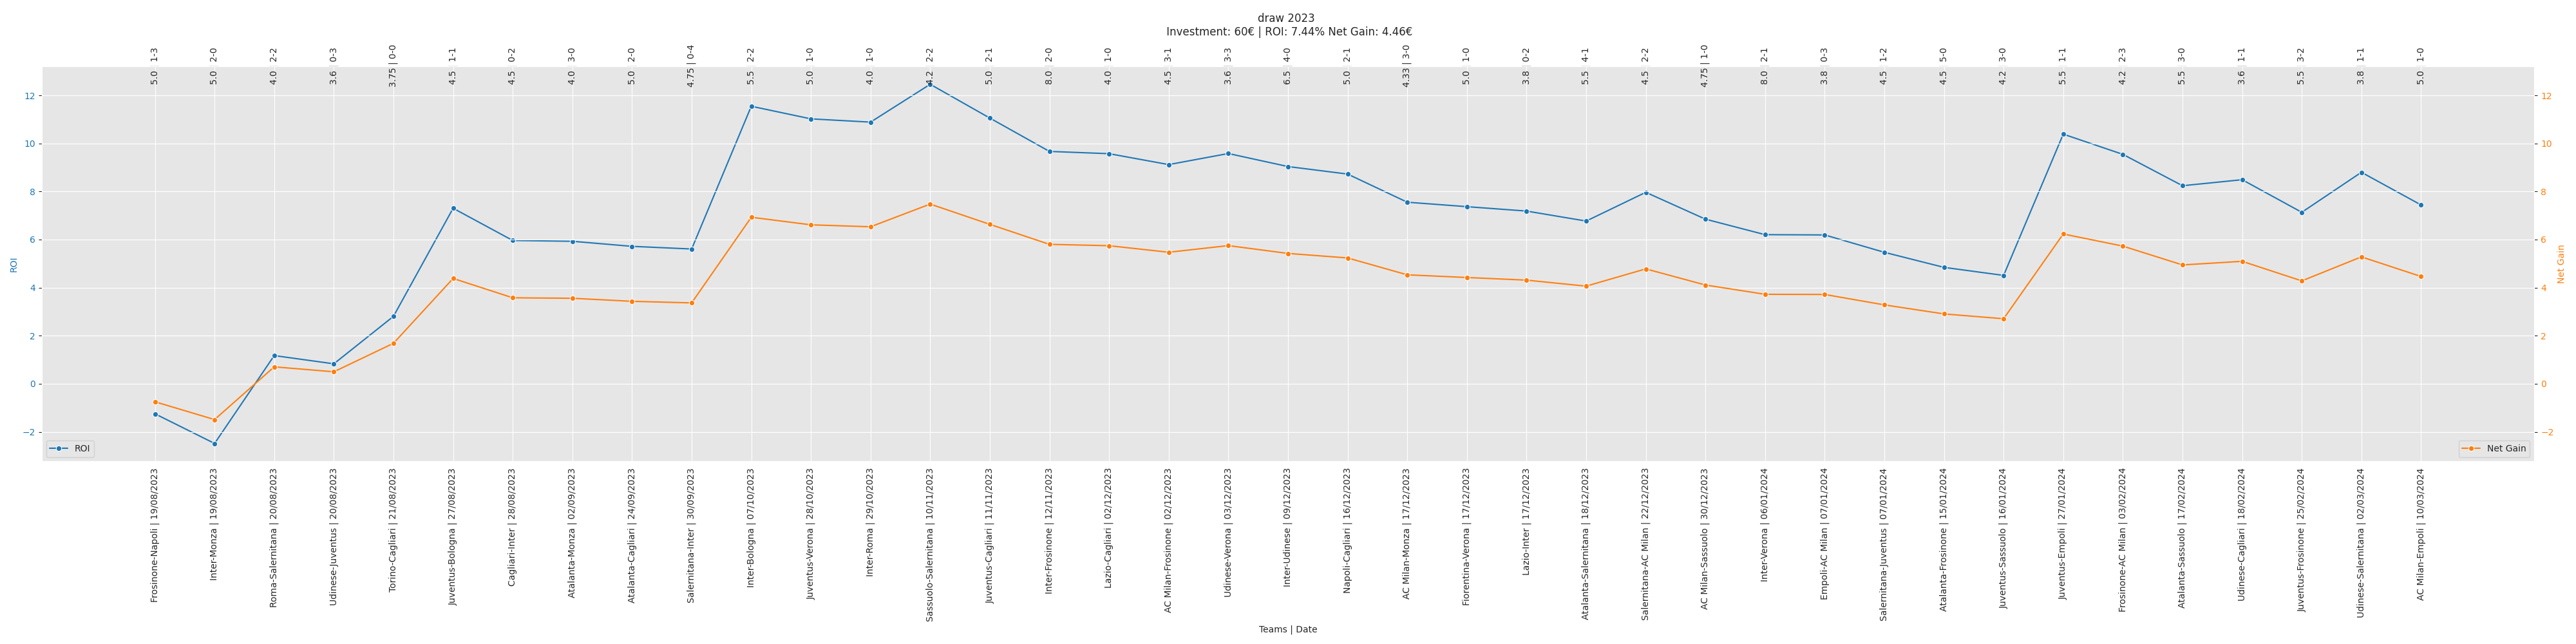 draw 2023
Investment: 60€ | ROI: 7.44% Net Gain: 4.46€
5.0 | 1-3
5.0 | 2-0
4.0 | 2-2
3.6 | 0-3
3.75 | 0-0
4.5 | 1-1
4.5 | 0-2
4.0 | 3-0
5.0 | 2-0
4.75 | 0-4
5.5 | 2-2
5.0 | 1-0
4.0 | 1-0
4.2 | 2-2
5.0 | 2-1
8.0 | 2-0
4.0 | 1-0
4.5 | 3-1
3.6 | 3-3
6.5 | 4-0
5.0 | 2-1
4.33 | 3-0
5.0 | 1-0
3.8 | 0-2
5.5 | 4-1
4.5 | 2-2
4.75 | 1-0
8.0 | 2-1
3.8 | 0-3
4.5 | 1-2
4.5 | 5-0
4.2 | 3-0
5.5 | 1-1
4.2 | 2-3
5.5 | 3-0
3.6 | 1-1
5.5 | 3-2
3.8 | 1-1
5.0 | 1-0
12
10
8
6
4
2
0
−2
ROI
12
10
8
6
4
2
0
−2
Net Gain
ROI
Net Gain
Frosinone-Napoli | 19/08/2023
Inter-Monza | 19/08/2023
Roma-Salernitana | 20/08/2023
Udinese-Juventus | 20/08/2023
Torino-Cagliari | 21/08/2023
Juventus-Bologna | 27/08/2023
Cagliari-Inter | 28/08/2023
Atalanta-Monza | 02/09/2023
Atalanta-Cagliari | 24/09/2023
Salernitana-Inter | 30/09/2023
Inter-Bologna | 07/10/2023
Juventus-Verona | 28/10/2023
Inter-Roma | 29/10/2023
Sassuolo-Salernitana | 10/11/2023
Juventus-Cagliari | 11/11/2023
Inter-Frosinone | 12/11/2023
Lazio-Cagliari | 02/12/2023
AC Milan-Frosinone | 02/12/2023
Udinese-Verona | 03/12/2023
Inter-Udinese | 09/12/2023
Napoli-Cagliari | 16/12/2023
AC Milan-Monza | 17/12/2023
Fiorentina-Verona | 17/12/2023
Lazio-Inter | 17/12/2023
Atalanta-Salernitana | 18/12/2023
Salernitana-AC Milan | 22/12/2023
AC Milan-Sassuolo | 30/12/2023
Inter-Verona | 06/01/2024
Empoli-AC Milan | 07/01/2024
Salernitana-Juventus | 07/01/2024
Atalanta-Frosinone | 15/01/2024
Juventus-Sassuolo | 16/01/2024
Juventus-Empoli | 27/01/2024
Frosinone-AC Milan | 03/02/2024
Atalanta-Sassuolo | 17/02/2024
Udinese-Cagliari | 18/02/2024
Juventus-Frosinone | 25/02/2024
Udinese-Salernitana | 02/03/2024
AC Milan-Empoli | 10/03/2024
Teams | Date